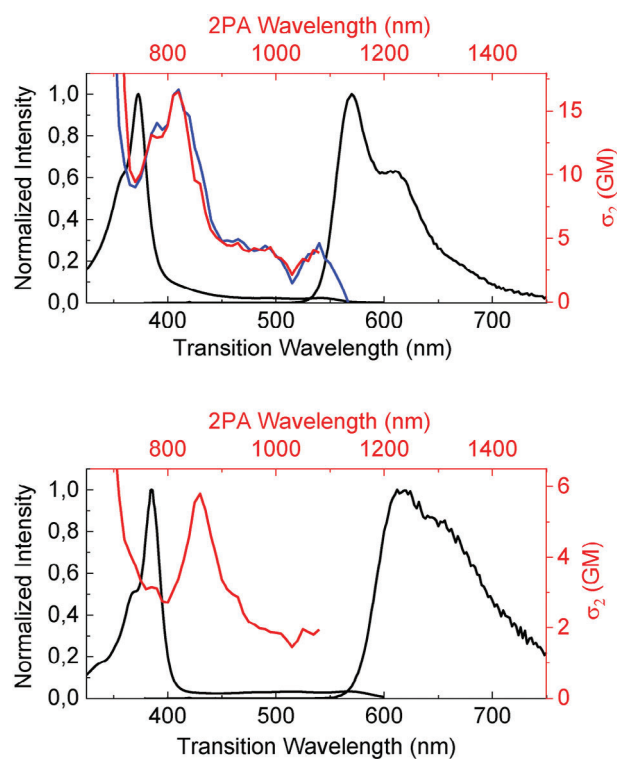 2PA Wavelength (nm)
800 1000 1200 1400
1,0
0,8
0,6
0,4
0,2
0,0
Normalized Intensity
15
10
5
0
σ₂ (GM)
400 500 600 700
Transition Wavelength (nm)
2PA Wavelength (nm)
800 1000 1200 1400
1,0
0,8
0,6
0,4
0,2
0,0
Normalized Intensity
6
4
2
0
σ₂ (GM)
400 500 600 700
Transition Wavelength (nm)